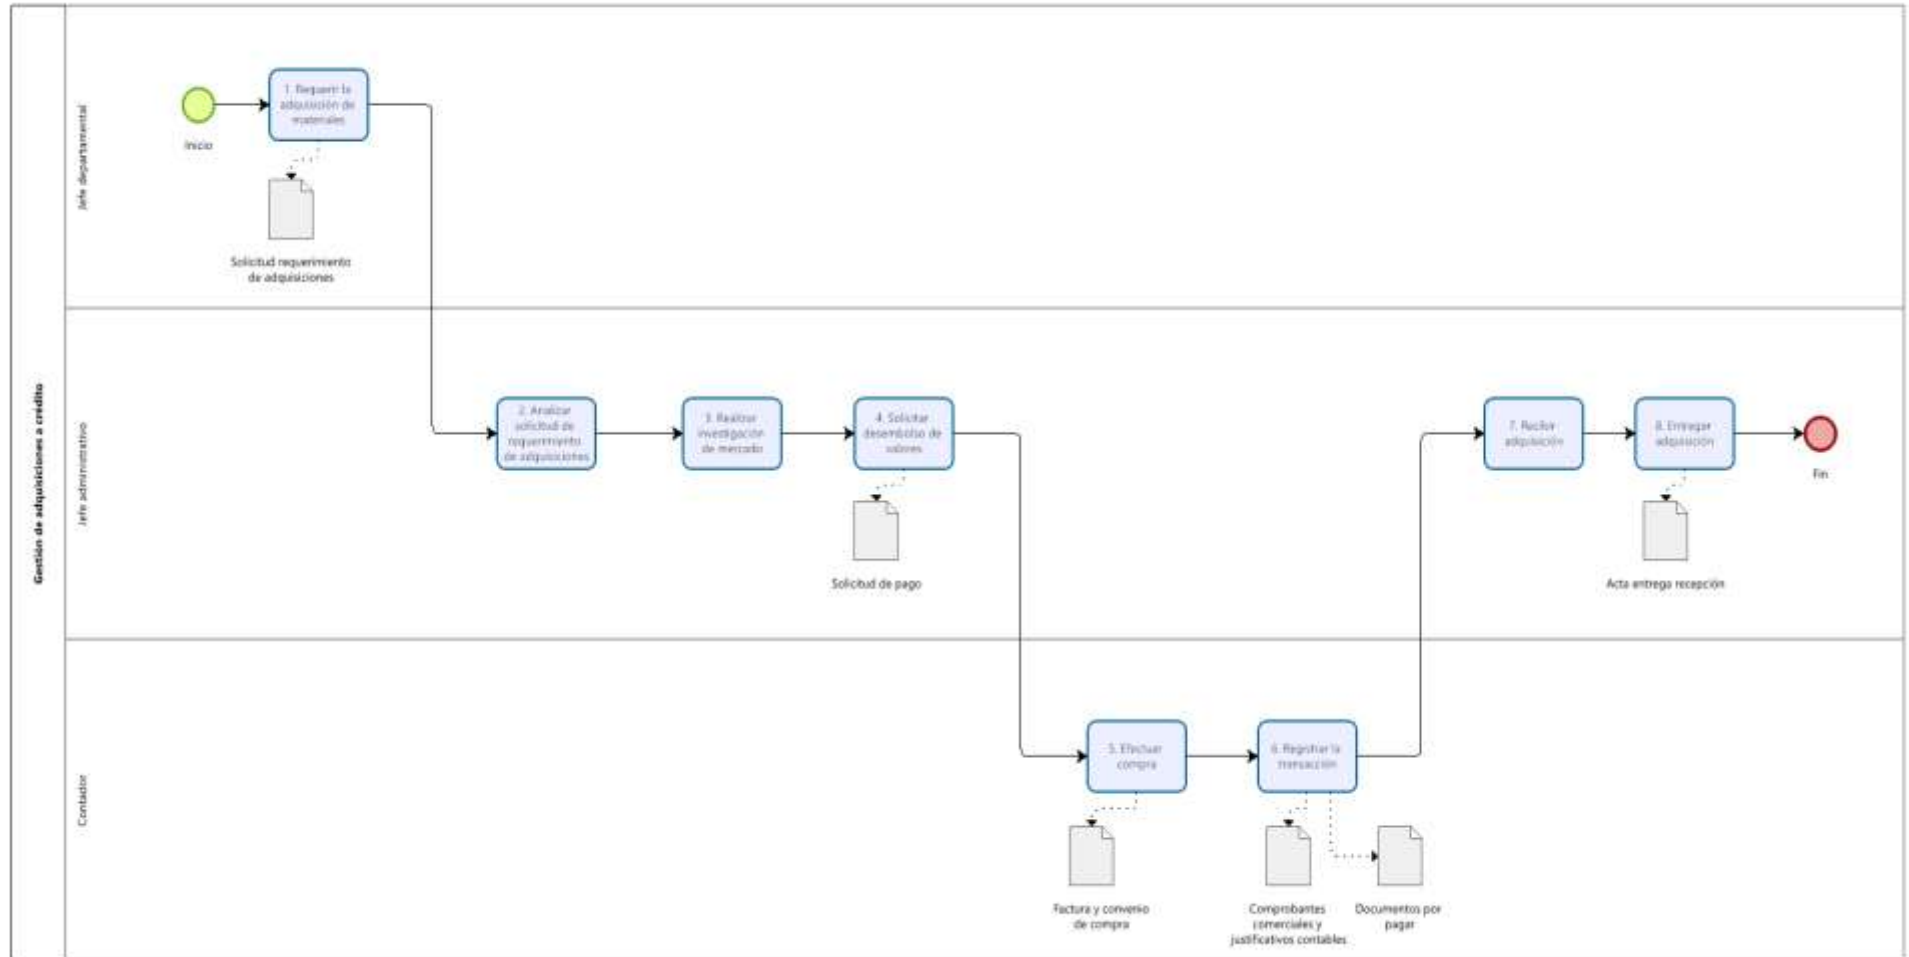 Gestión de adquisiciones a crédito
Jefe departamental
Inicio
1. Requerir la
adquisición de
materiales
Solicitud requerimiento
de adquisiciones
Jefe administrativo
2. Analizar
solicitud de
requerimiento
de adquisiciones
3. Realizar
investigación
de mercado
4. Solicitar
desembolso de
valores
Solicitud de pago
7. Recibir
adquisición
8. Entregar
adquisición
Acta entrega recepción
Fin
Contador
5. Efectuar
compra
Factura y convenio
de compra
6. Registrar la
transacción
Comprobantes
comerciales y
justificativos contables
Documentos por
pagar